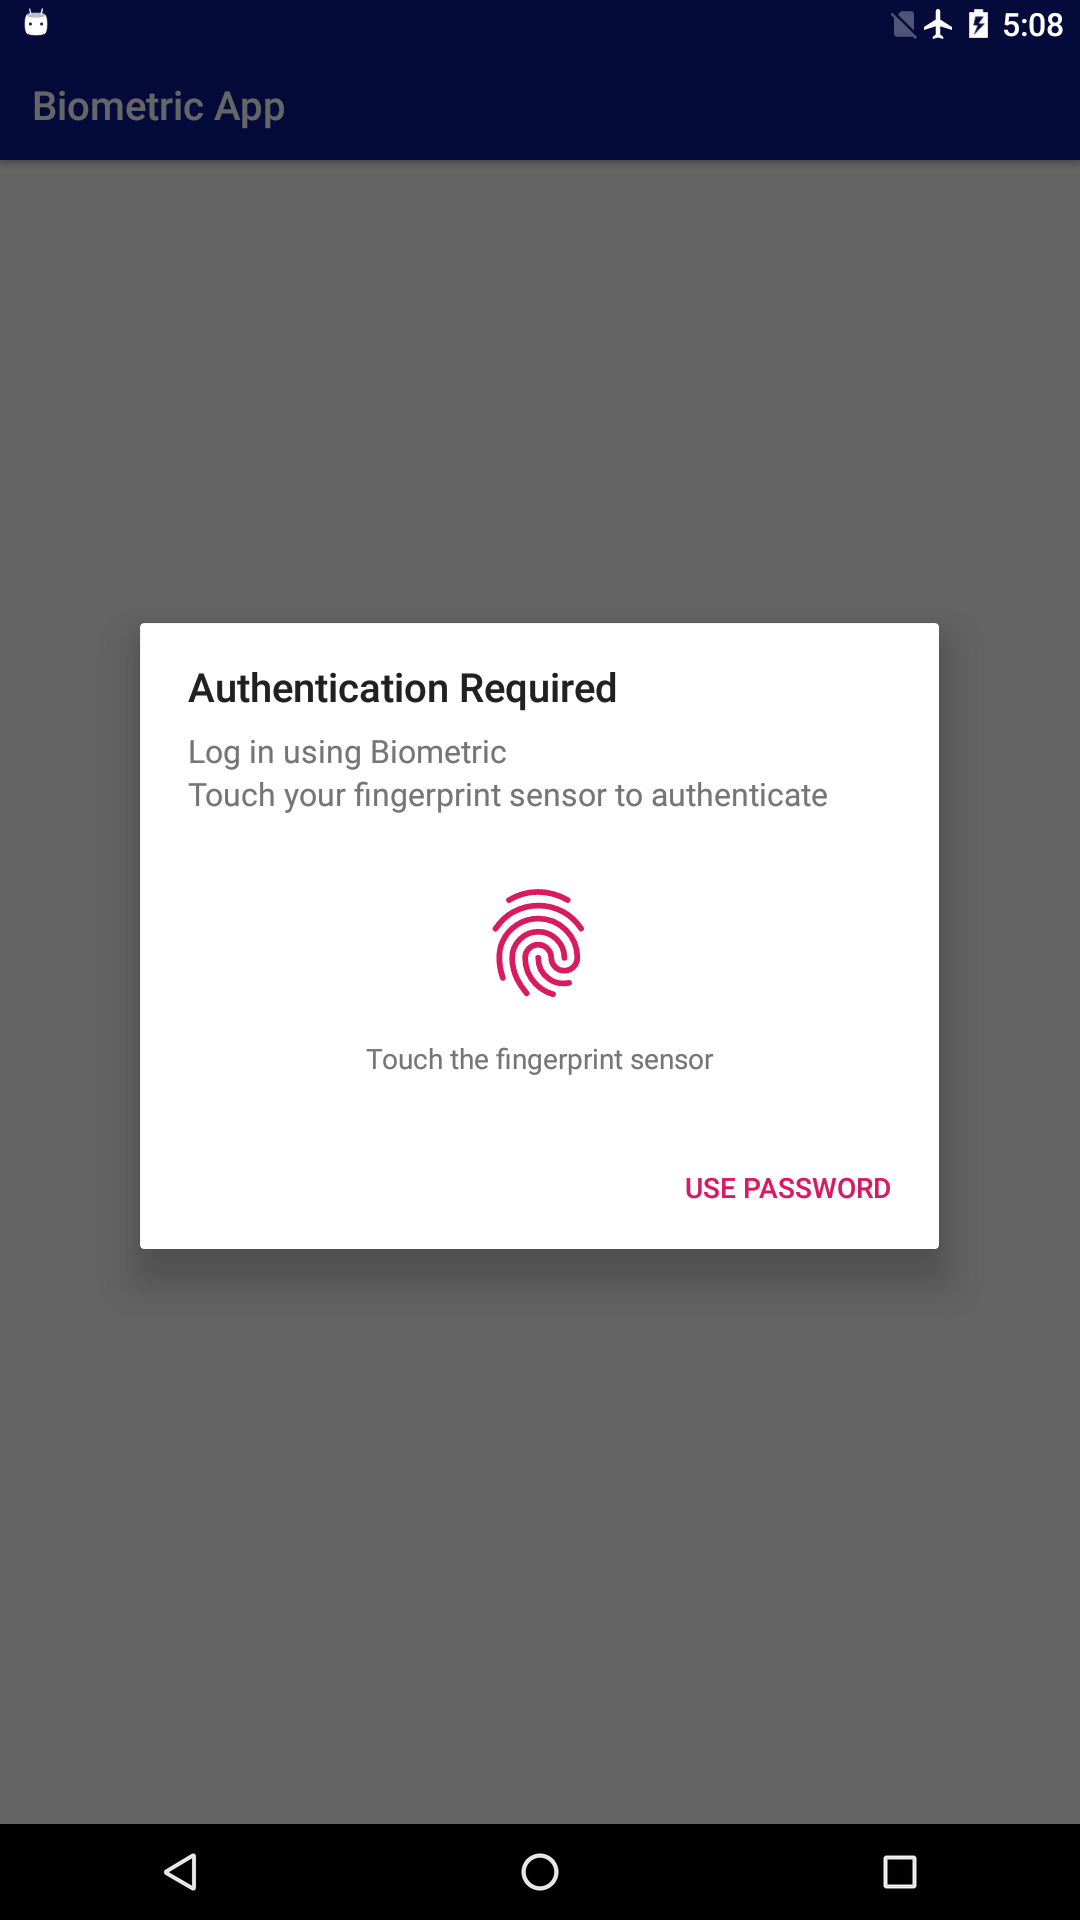 5:08
Biometric App
Authentication Required
Log in using Biometric
Touch your fingerprint sensor to authenticate
Touch the fingerprint sensor
USE PASSWORD